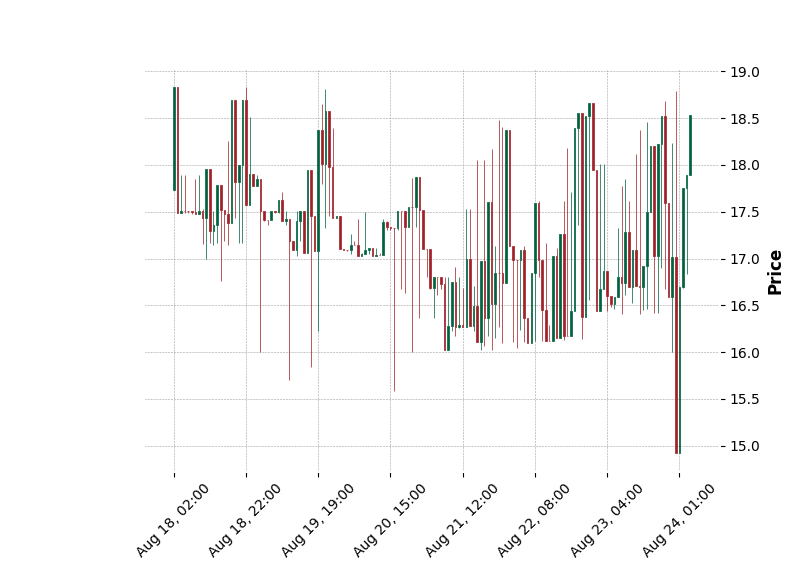 19.0
18.5
18.0
17.5
17.0
16.5
16.0
15.5
15.0
Price
Aug 18, 02:00
Aug 18, 22:00
Aug 19, 19:00
Aug 20, 15:00
Aug 21, 12:00
Aug 22, 08:00
Aug 23, 04:00
Aug 24, 01:00